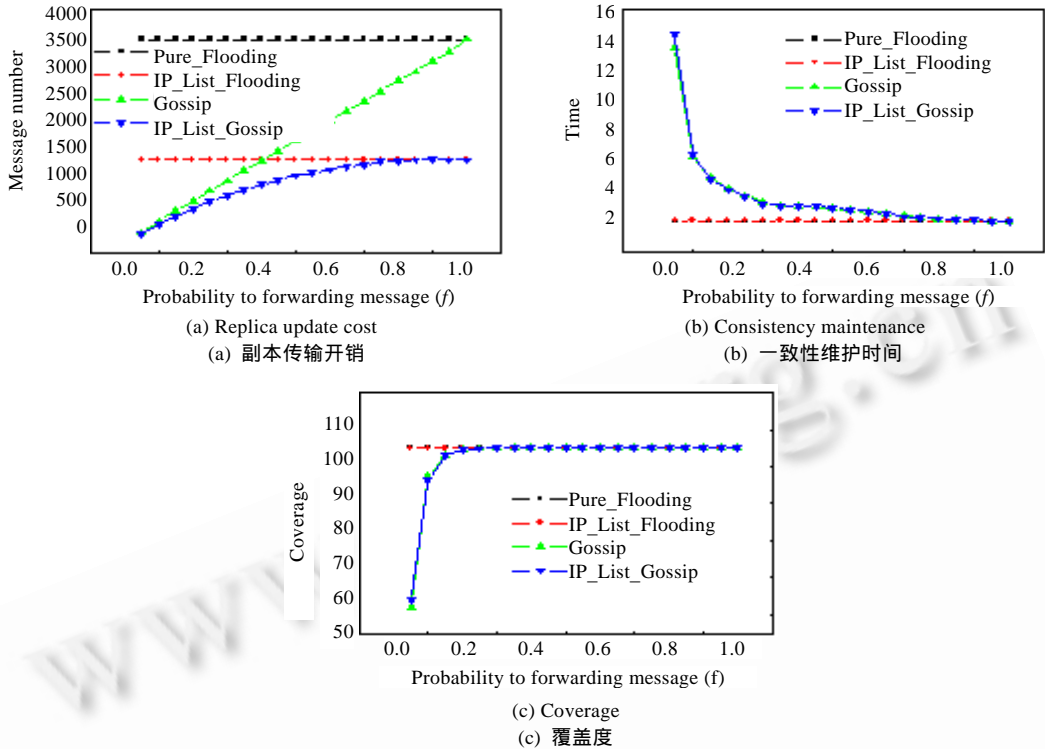 4000
3500
3000
2500
2000
1500
1000
500
0
Message number
Pure_Flooding
IP_List_Flooding
Gossip
IP_List_Gossip
0.0 0.2 0.4 0.6 0.8 1.0
Probability to forwarding message (f)
(a) Replica update cost
(a) 副本传输开销
16
14
12
10
8
6
4
2
Time
Pure_Flooding
IP_List_Flooding
Gossip
IP_List_Gossip
0.0 0.2 0.4 0.6 0.8 1.0
Probability to forwarding message (f)
(b) Consistency maintenance
(b) 一致性维护时间
110
100
90
80
70
60
50
Coverage
Pure_Flooding
IP_List_Flooding
Gossip
IP_List_Gossip
0.0 0.2 0.4 0.6 0.8 1.0
Probability to forwarding message (f)
(c) Coverage
(c) 覆盖度